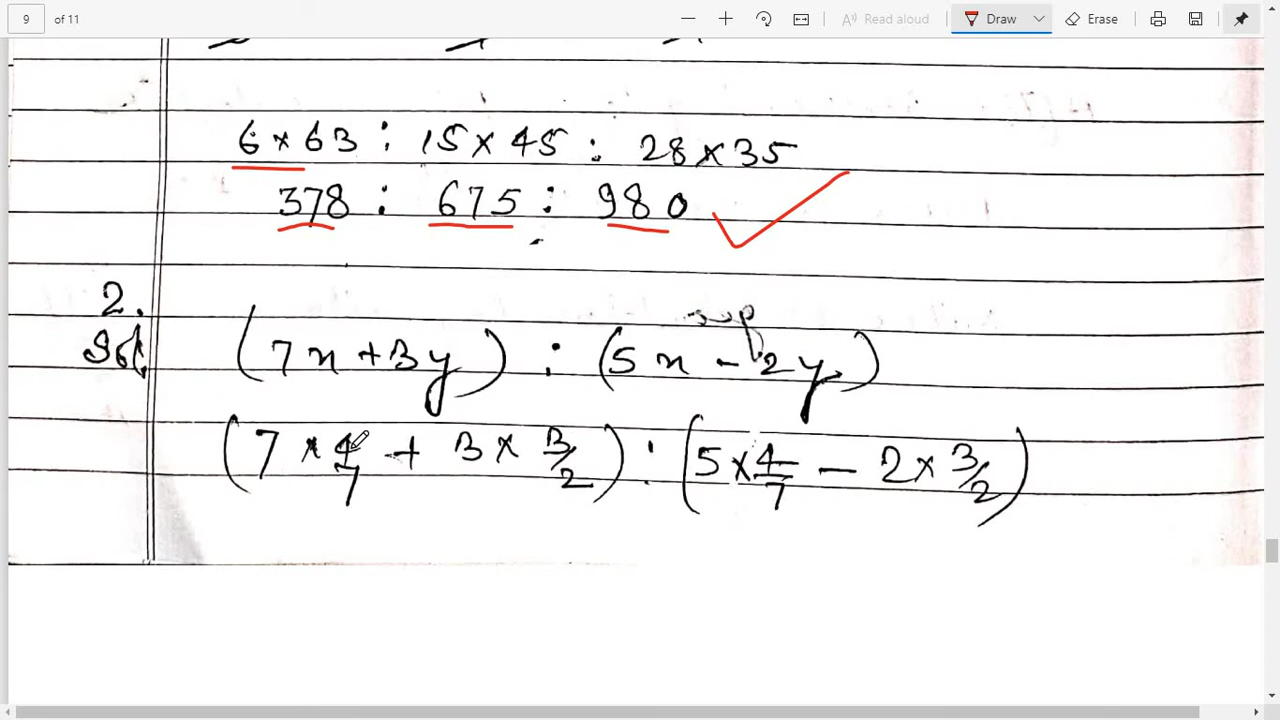 9 of 11
Read aloud Draw Erase
6 × 63 : 15 × 45 : 28 × 35
378 : 675 : 980
2.
Sol. (7x + 3y) : (5x - 2y)
(7 × 4/7 + 3 × 3/2) : (5 × 4/7 - 2 × 3/2)